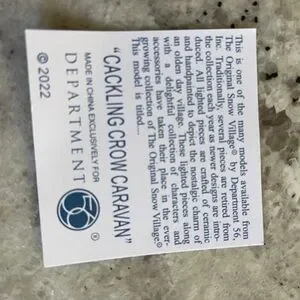 This is one of the many models available from
The Original Snow Village® by Department 56,
Inc. Traditionally, several pieces are retired from
the collection each year as newer designs are intro-
duced. All lighted pieces are crafted of ceramic
and handpainted to depict the nostalgic charm of
an olden day village. These lighted pieces along
with a delightful collection of characters and
accessories have taken their place in the ever-
growing collection of The Original Snow Village®
This model is titled....
"CACKLING CROW CARAVAN"
MADE IN CHINA EXCLUSIVELY FOR
DEPARTMENT 56®
© 2022